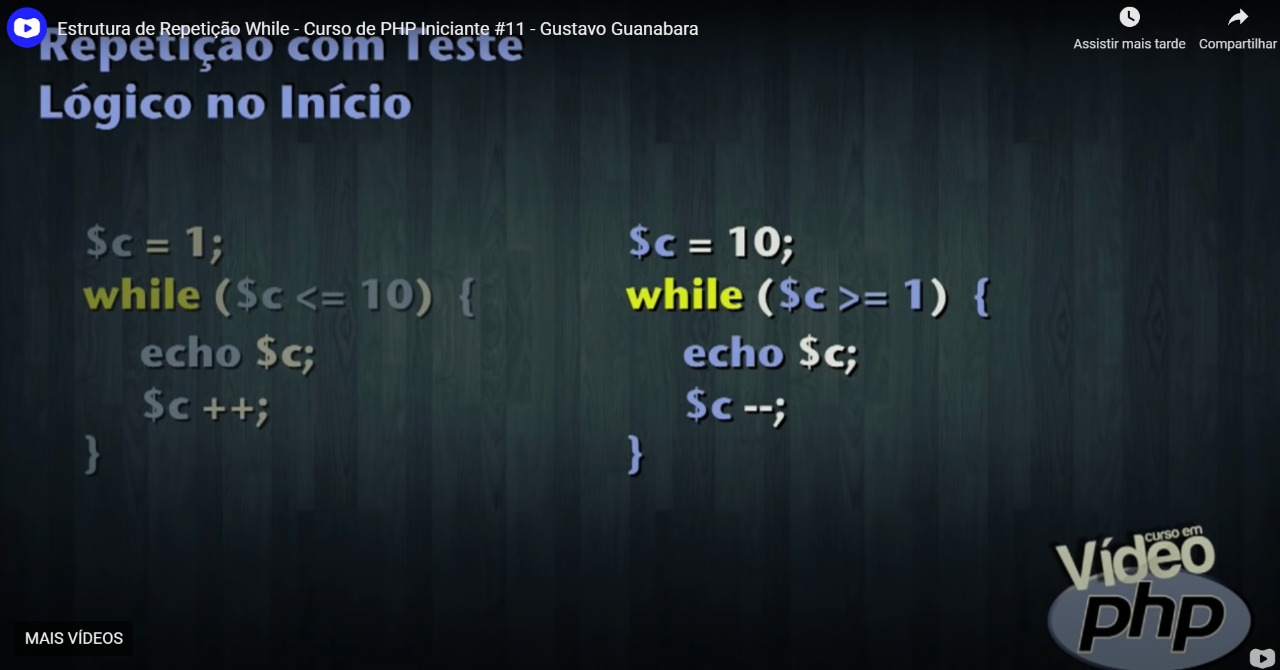 Estrutura de Repetição While - Curso de PHP Iniciante #11 - Gustavo Guanabara
Assistir mais tarde
Compartilhar
Repetição com Teste
Lógico no Início
$c = 1;
while ($c <= 10) {
echo $c;
$c ++;
}
$c = 10;
while ($c >= 1) {
echo $c;
$c --;
}
curso em
Vídeo
php
MAIS VÍDEOS